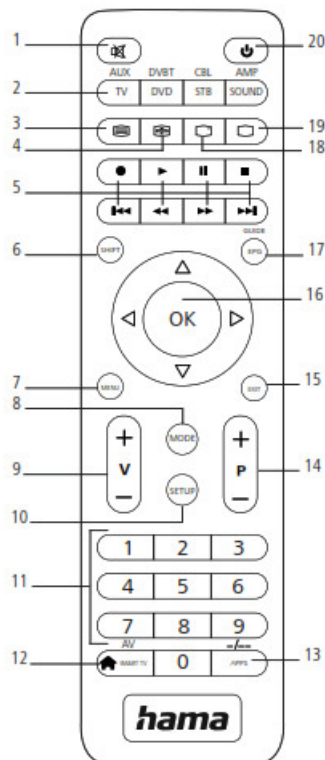 1 20
AUX DVBT CBL AMP
2 TV DVD STB SOUND
3 19
4 18
5
GUIDE
6 SHIFT EPG 17
16
OK
7 MENU EXIT 15
8 MODE
+ +
9 V P 14
– –
10 SETUP
11
1 2 3
4 5 6
7 8 9
AV -/--
12 SMART TV 0 APPS 13
hama